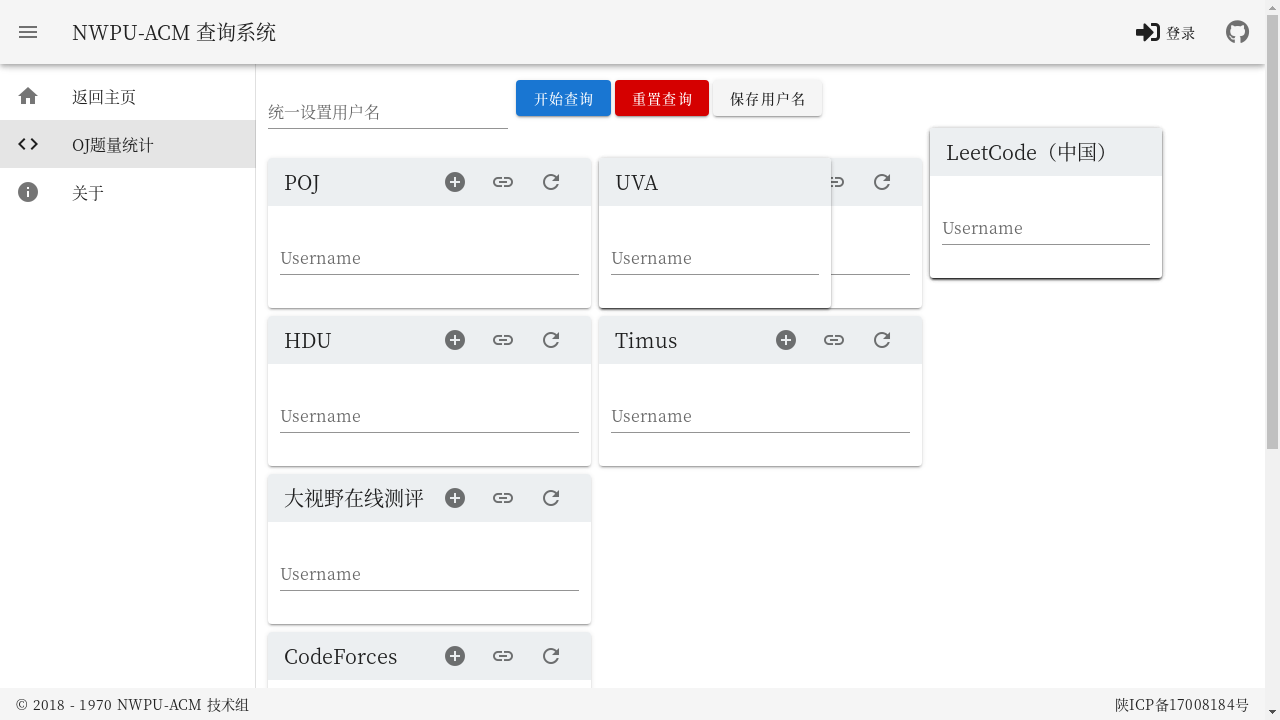 NWPU-ACM 查询系统
登录
返回主页
OJ题量统计
关于
统一设置用户名
开始查询
重置查询
保存用户名
POJ
Username
UVA
Username
LeetCode（中国）
Username
HDU
Username
Timus
Username
大视野在线测评
Username
CodeForces
© 2018 - 1970 NWPU-ACM 技术组
陕ICP备17008184号